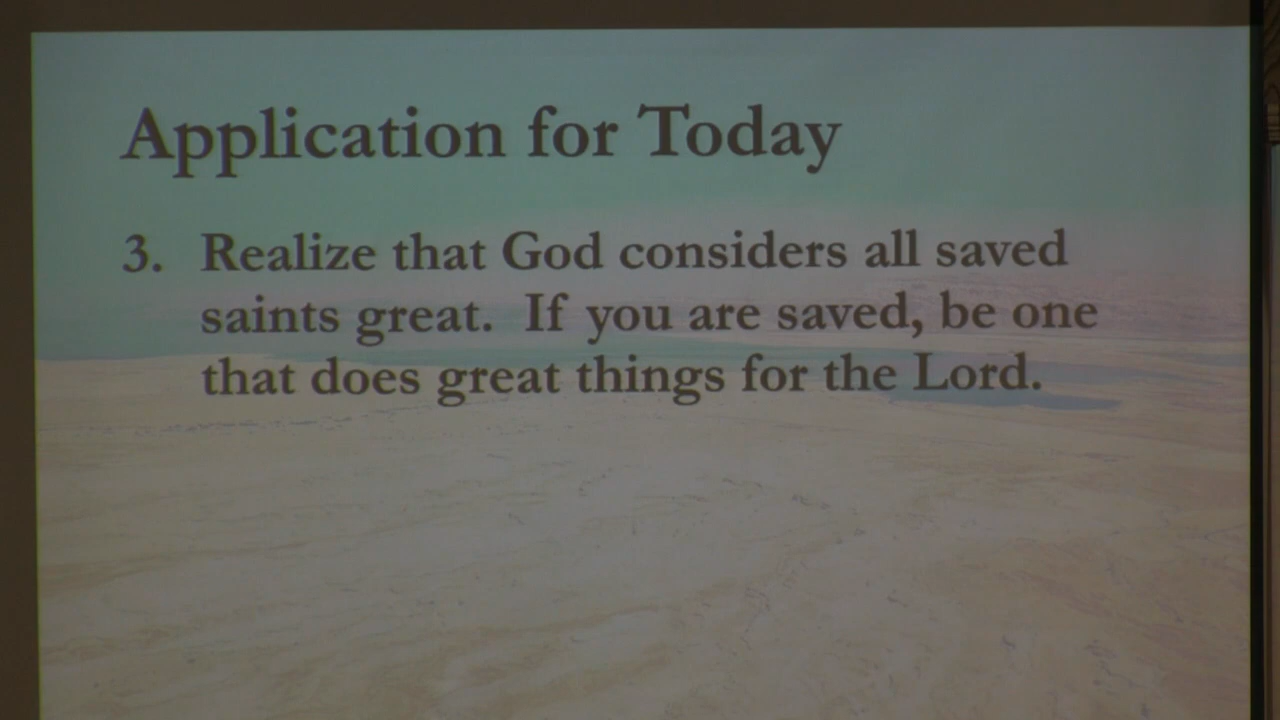 Application for Today
3. Realize that God considers all saved
saints great. If you are saved, be one
that does great things for the Lord.